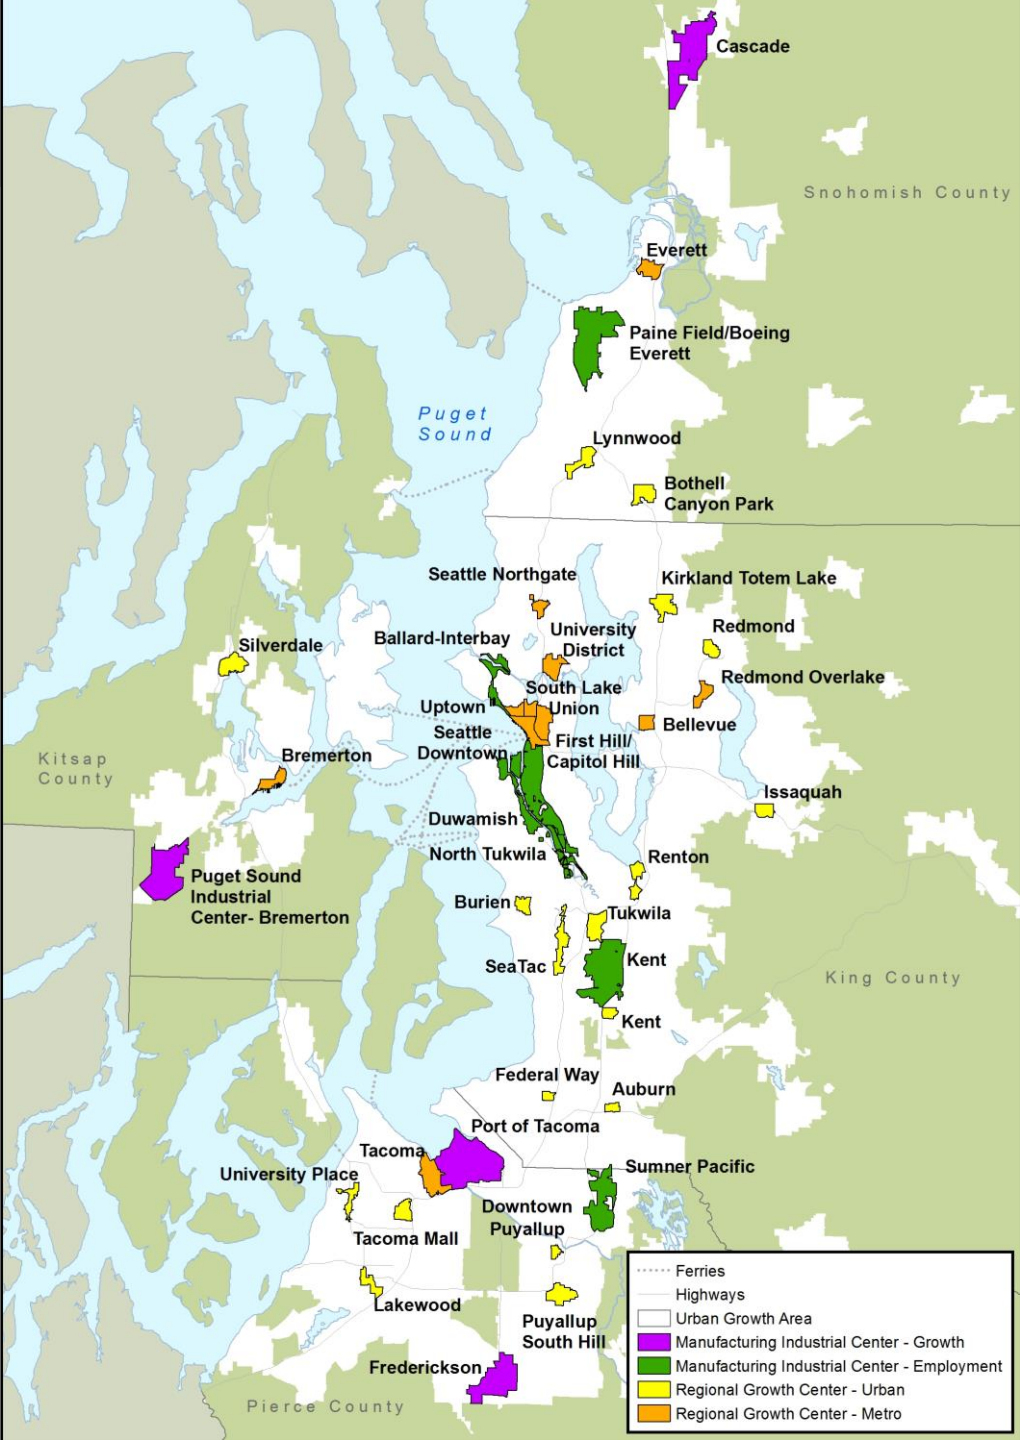 Cascade
Snohomish County
Everett
Paine Field/Boeing
Everett
Puget
Sound
Lynnwood
Bothell
Canyon Park
Seattle Northgate
Kirkland Totem Lake
University
District
Redmond
Ballard-Interbay
Silverdale
Redmond Overlake
South Lake
Union
Uptown
Bellevue
Seattle
Downtown
First Hill/
Capitol Hill
Kitsap
County
Bremerton
Issaquah
Duwamish
North Tukwila
Renton
Puget Sound
Industrial
Center- Bremerton
Burien
Tukwila
SeaTac
Kent
King County
Kent
Federal Way
Auburn
Port of Tacoma
Tacoma
University Place
Sumner Pacific
Downtown
Puyallup
Tacoma Mall
Lakewood
Puyallup
South Hill
Frederickson
Pierce County
Ferries
Highways
Urban Growth Area
Manufacturing Industrial Center - Growth
Manufacturing Industrial Center - Employment
Regional Growth Center - Urban
Regional Growth Center - Metro